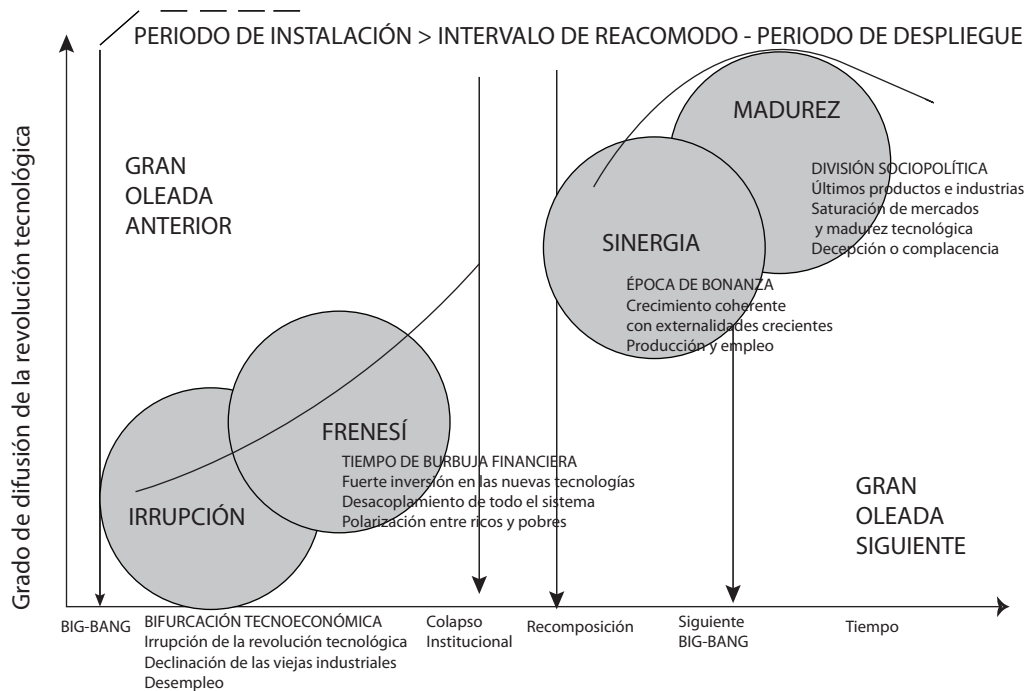 PERIODO DE INSTALACIÓN > INTERVALO DE REACOMODO - PERIODO DE DESPLIEGUE
Grado de difusión de la revolución tecnológica
GRAN
OLEADA
ANTERIOR
IRRUPCIÓN
FRENESÍ
TIEMPO DE BURBUJA FINANCIERA
Fuerte inversión en las nuevas tecnologías
Desacoplamiento de todo el sistema
Polarización entre ricos y pobres
SINERGIA
ÉPOCA DE BONANZA
Crecimiento coherente
con externalidades crecientes
Producción y empleo
MADUREZ
DIVISIÓN SOCIOPOLÍTICA
Últimos productos e industrias
Saturación de mercados
y madurez tecnológica
Decepción o complacencia
GRAN
OLEADA
SIGUIENTE
BIG-BANG
BIFURCACIÓN TECNOECONÓMICA
Irrupción de la revolución tecnológica
Declinación de las viejas industriales
Desempleo
Colapso
Institucional
Recomposición
Siguiente
BIG-BANG
Tiempo